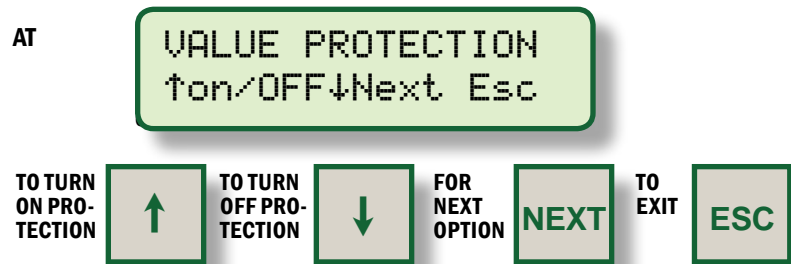 AT
VALUE PROTECTION
↑on/OFF↓Next Esc
TO TURN
ON PRO-
TECTION
↑
TO TURN
OFF PRO-
TECTION
↓
FOR
NEXT
OPTION
NEXT
TO
EXIT
ESC